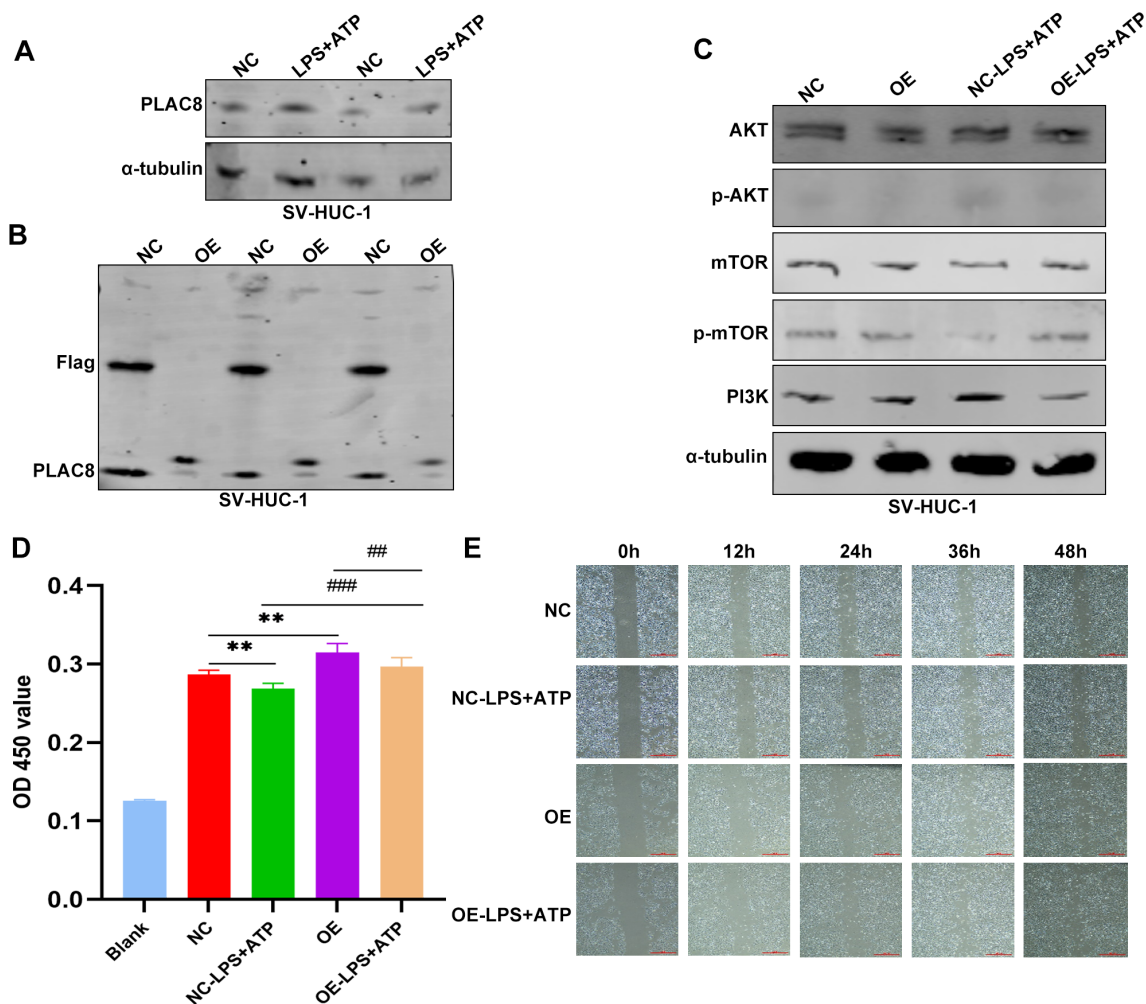 A
NC LPS+ATP NC LPS+ATP
PLAC8
α-tubulin
SV-HUC-1
B
NC OE NC OE NC OE
Flag
PLAC8
SV-HUC-1
C
NC OE NC-LPS+ATP OE-LPS+ATP
AKT
p-AKT
mTOR
p-mTOR
PI3K
α-tubulin
SV-HUC-1
D
OD 450 value
0.4
0.3
0.2
0.1
0.0
##
###
**
**
Blank NC NC-LPS+ATP OE OE-LPS+ATP
E
0h 12h 24h 36h 48h
NC
NC-LPS+ATP
OE
OE-LPS+ATP